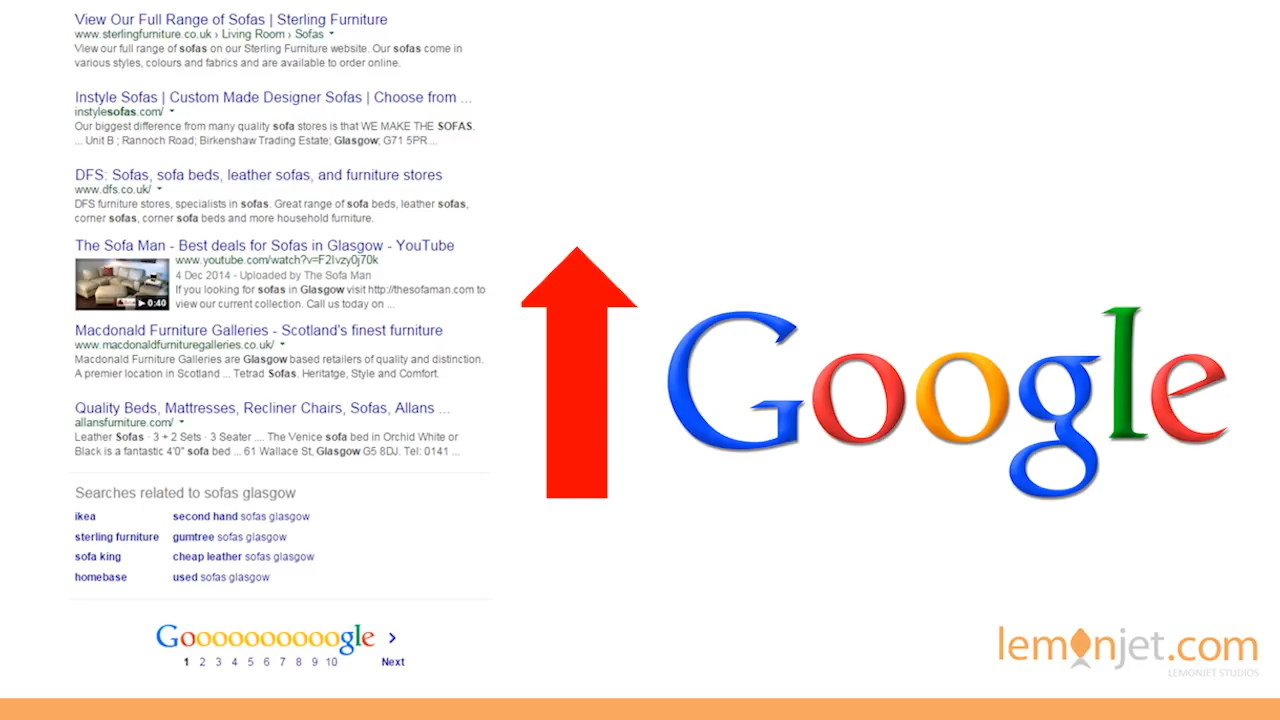 View Our Full Range of Sofas | Sterling Furniture
www.sterlingfurniture.co.uk › Living Room › Sofas
View our full range of sofas on our Sterling Furniture website. Our sofas come in
various styles, colours and fabrics and are available to order online.
Instyle Sofas | Custom Made Designer Sofas | Choose from ...
instylesofas.com/
Our biggest difference from many quality sofa stores is that WE MAKE THE SOFAS.
... Unit B ; Rannoch Road; Birkenshaw Trading Estate; Glasgow; G71 5PR ...
DFS: Sofas, sofa beds, leather sofas, and furniture stores
www.dfs.co.uk/
DFS furniture stores, specialists in sofas. Great range of sofa beds, leather sofas,
corner sofas, corner sofa beds and more household furniture.
The Sofa Man - Best deals for Sofas in Glasgow - YouTube
www.youtube.com/watch?v=F2Ivzy0j70k
4 Dec 2014 - Uploaded by The Sofa Man
If you looking for sofas in Glasgow visit http://thesofaman.com to
view our current collection. Call us today on ...
0:40
Macdonald Furniture Galleries - Scotland's finest furniture
www.macdonaldfurnituregalleries.co.uk/
Macdonald Furniture Galleries are Glasgow based retailers of quality and distinction.
A premier location in Scotland ... Tetrad Sofas. Heritatge, Style and Comfort.
Quality Beds, Mattresses, Recliner Chairs, Sofas, Allans ...
allansfurniture.com/
Leather Sofas · 3 + 2 Sets · 3 Seater .... The Venice sofa bed in Orchid White or
Black is a fantastic 4'0" sofa bed ... 61 Wallace St, Glasgow G5 8DJ. Tel: 0141 ...
Searches related to sofas glasgow
ikea second hand sofas glasgow
sterling furniture gumtree sofas glasgow
sofa king cheap leather sofas glasgow
homebase used sofas glasgow
Goooooooooogle >
1 2 3 4 5 6 7 8 9 10 Next
Google
lemonjet.com
LEMONJET STUDIOS